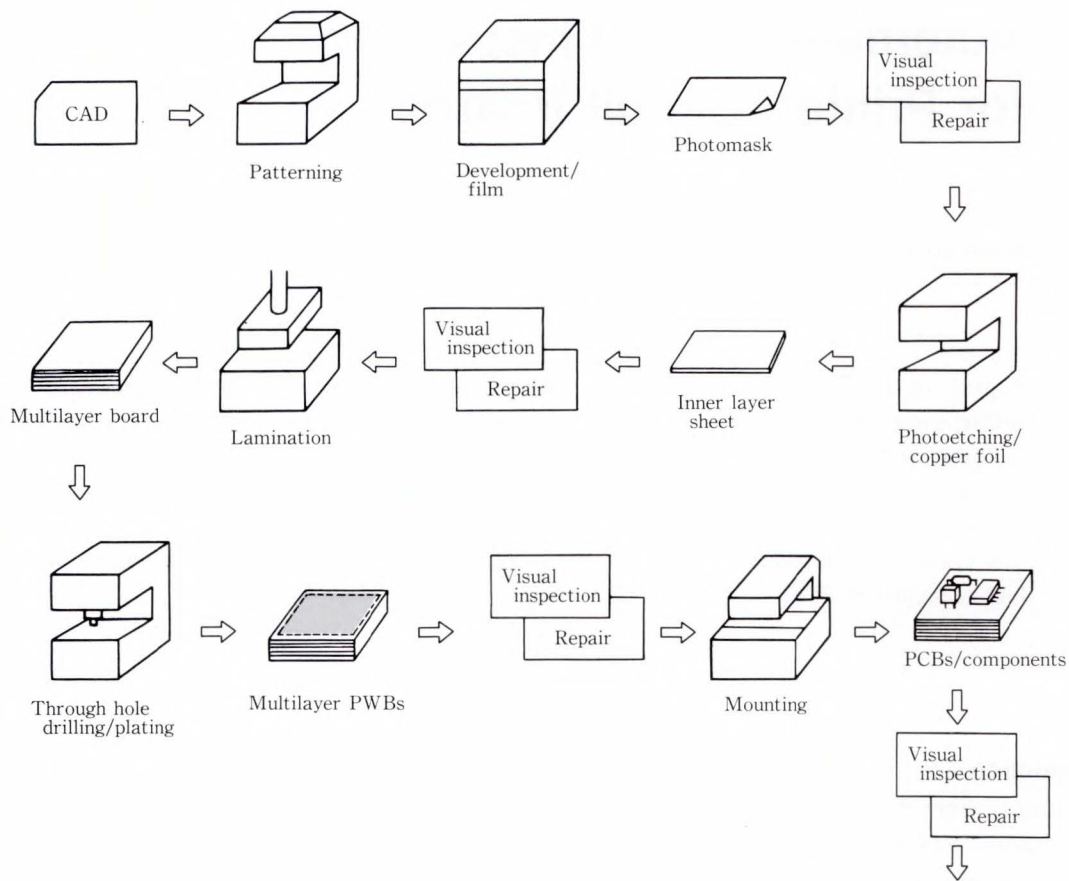 CAD
Patterning
Development/
film
Photomask
Visual
inspection
Repair
Multilayer board
Lamination
Visual
inspection
Repair
Inner layer
sheet
Photoetching/
copper foil
Through hole
drilling/plating
Multilayer PWBs
Visual
inspection
Repair
Mounting
PCBs/components
Visual
inspection
Repair